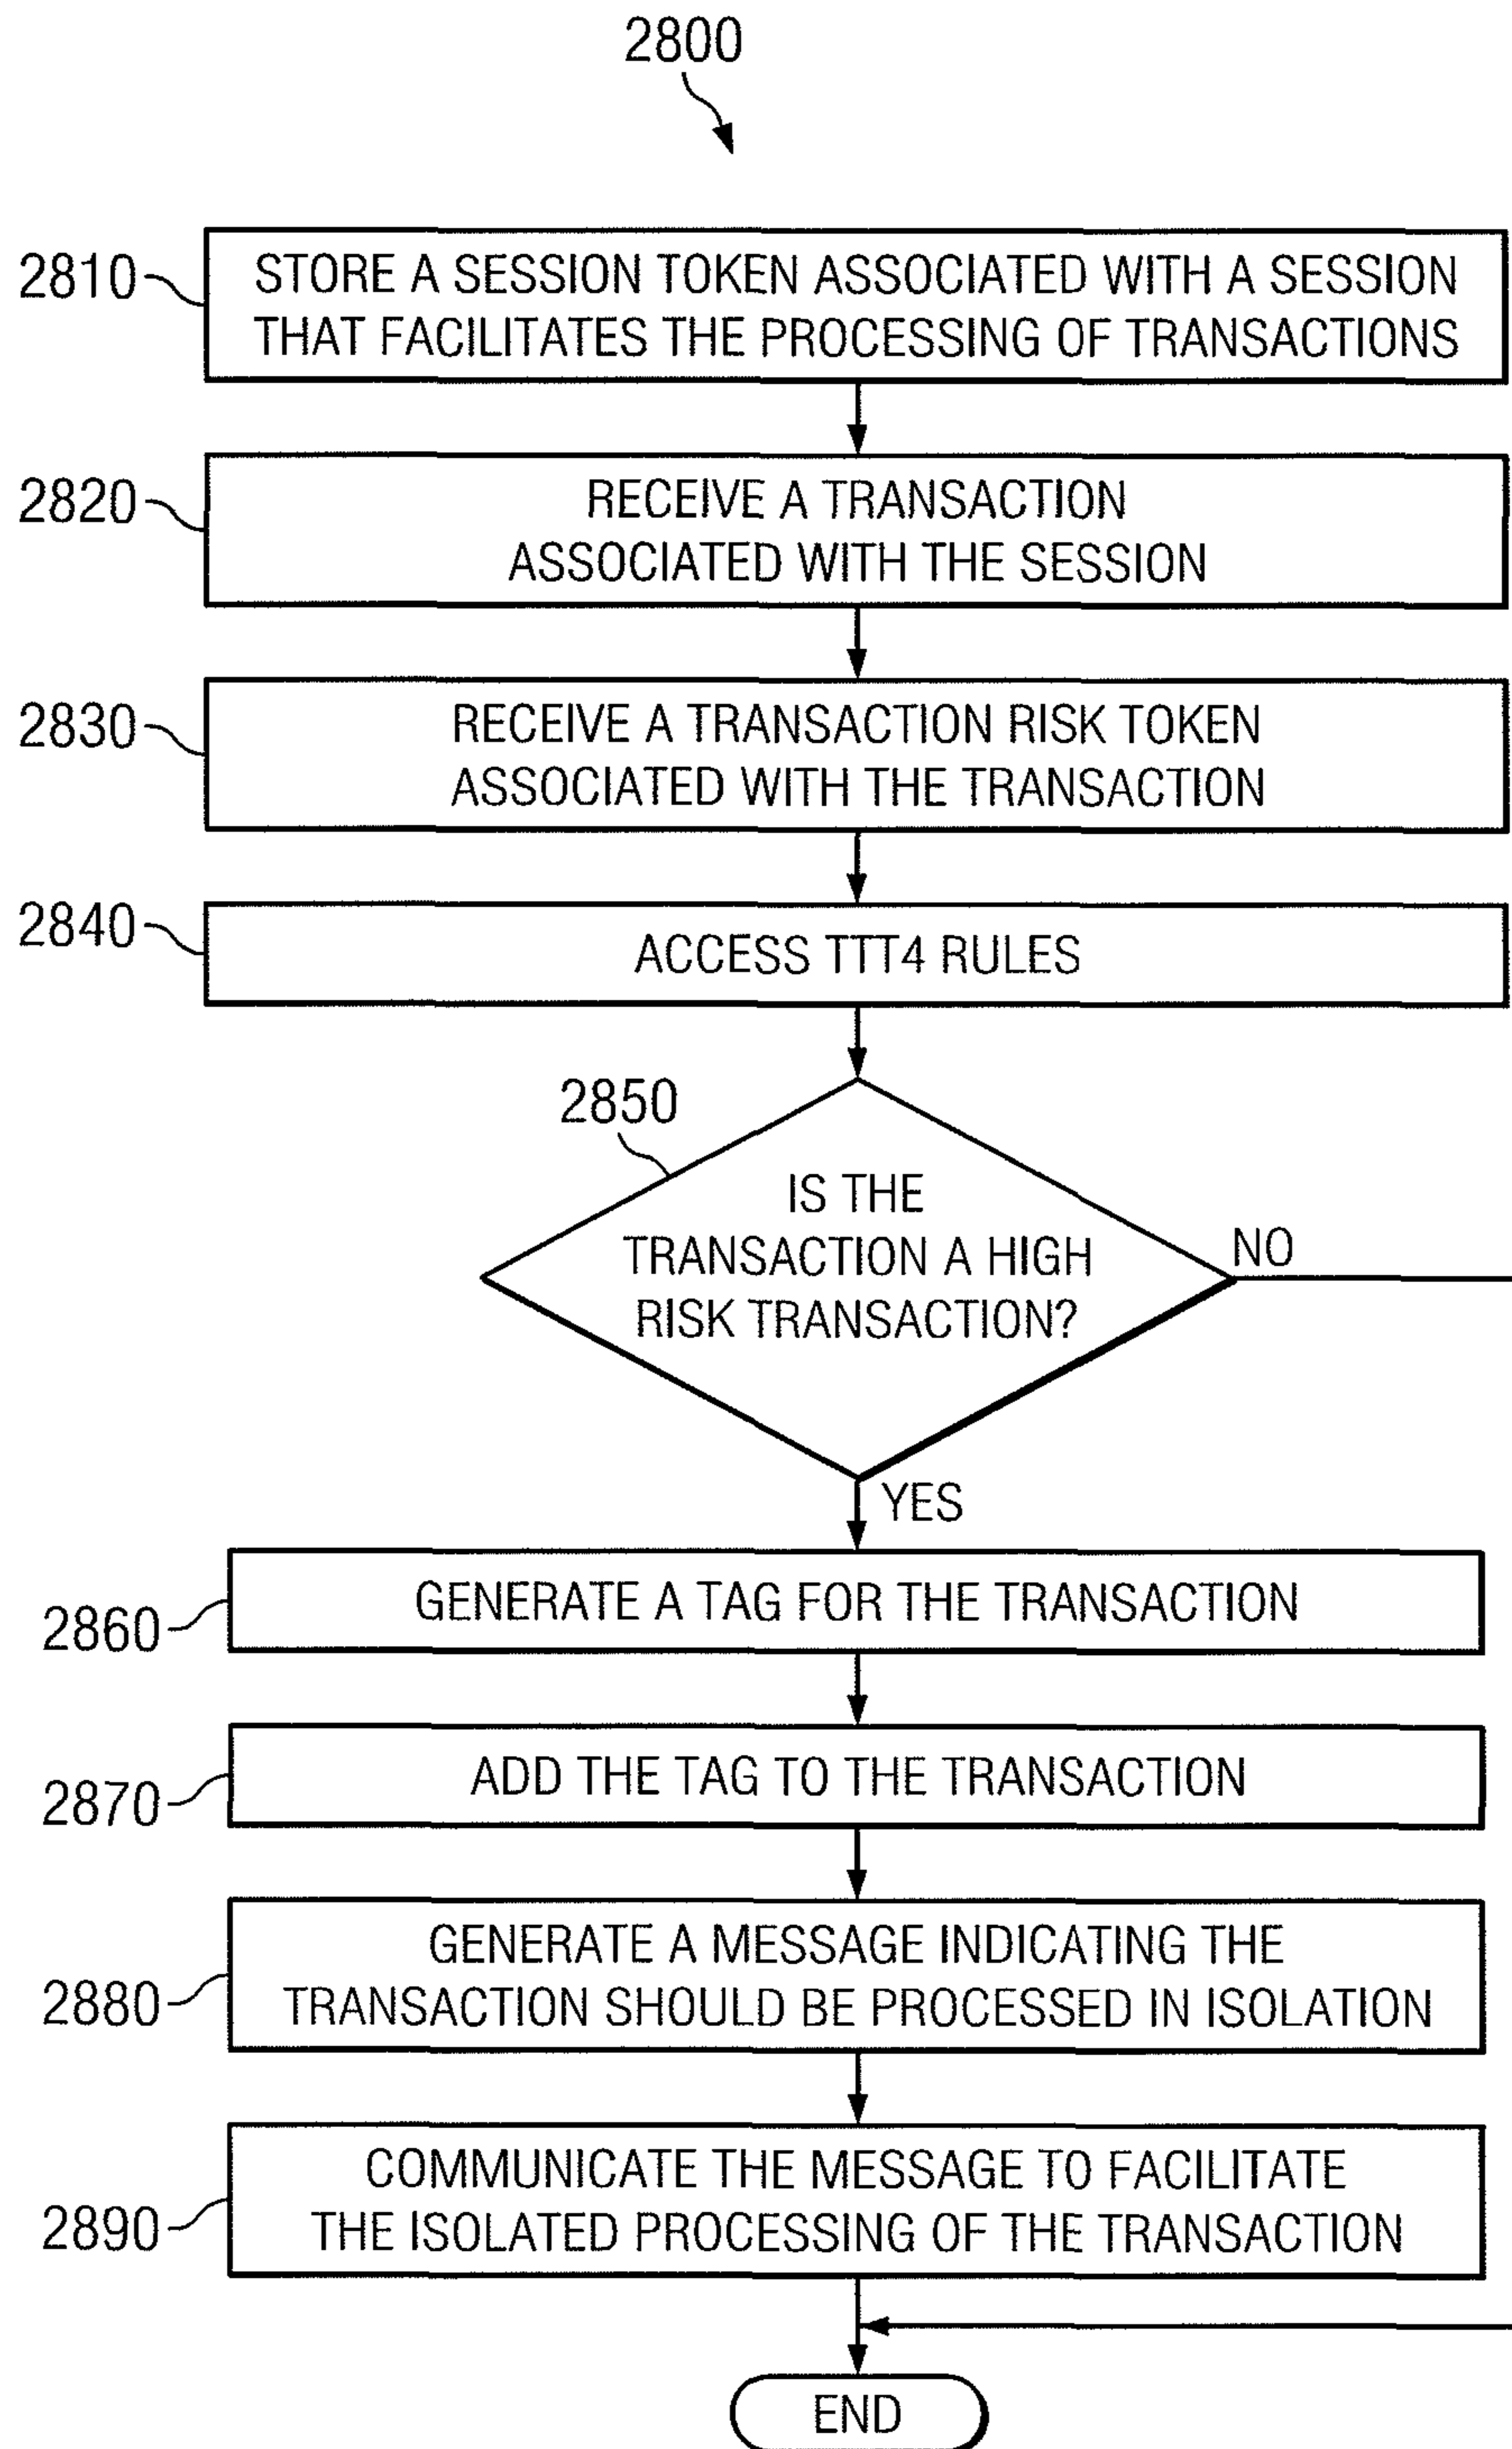 2800
2810
STORE A SESSION TOKEN ASSOCIATED WITH A SESSION
THAT FACILITATES THE PROCESSING OF TRANSACTIONS
2820
RECEIVE A TRANSACTION
ASSOCIATED WITH THE SESSION
2830
RECEIVE A TRANSACTION RISK TOKEN
ASSOCIATED WITH THE TRANSACTION
2840
ACCESS TTT4 RULES
2850
IS THE
TRANSACTION A HIGH
RISK TRANSACTION?
NO
YES
2860
GENERATE A TAG FOR THE TRANSACTION
2870
ADD THE TAG TO THE TRANSACTION
2880
GENERATE A MESSAGE INDICATING THE
TRANSACTION SHOULD BE PROCESSED IN ISOLATION
2890
COMMUNICATE THE MESSAGE TO FACILITATE
THE ISOLATED PROCESSING OF THE TRANSACTION
END